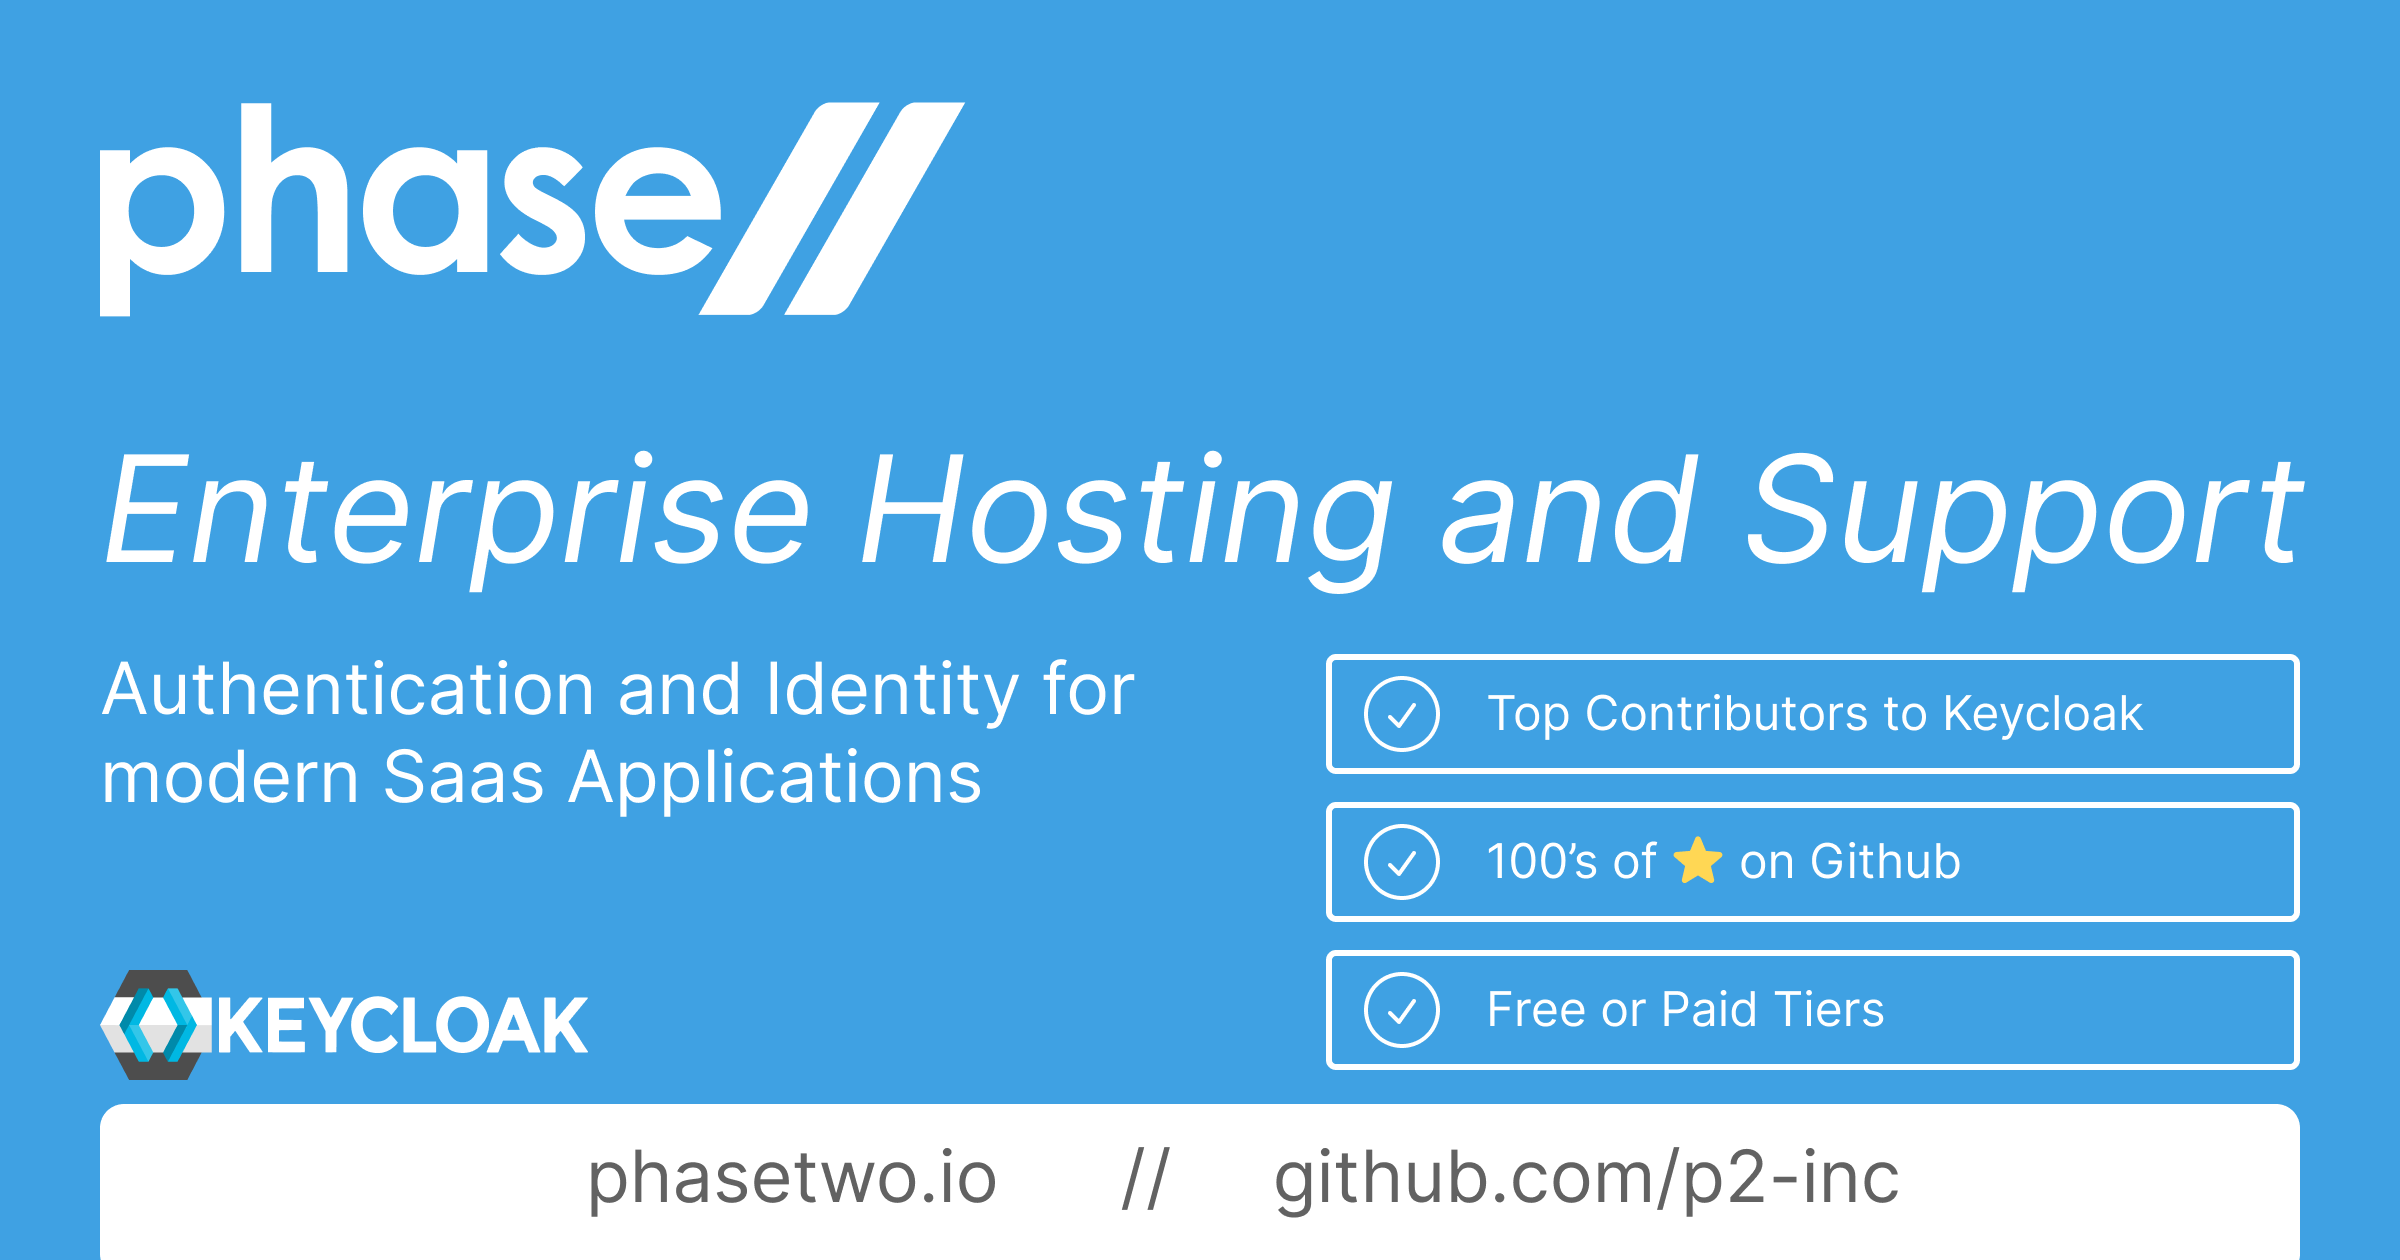 phase//
Enterprise Hosting and Support
Authentication and Identity for
modern Saas Applications
Top Contributors to Keycloak
100’s of ⭐ on Github
Free or Paid Tiers
KEYCLOAK
phasetwo.io // github.com/p2-inc